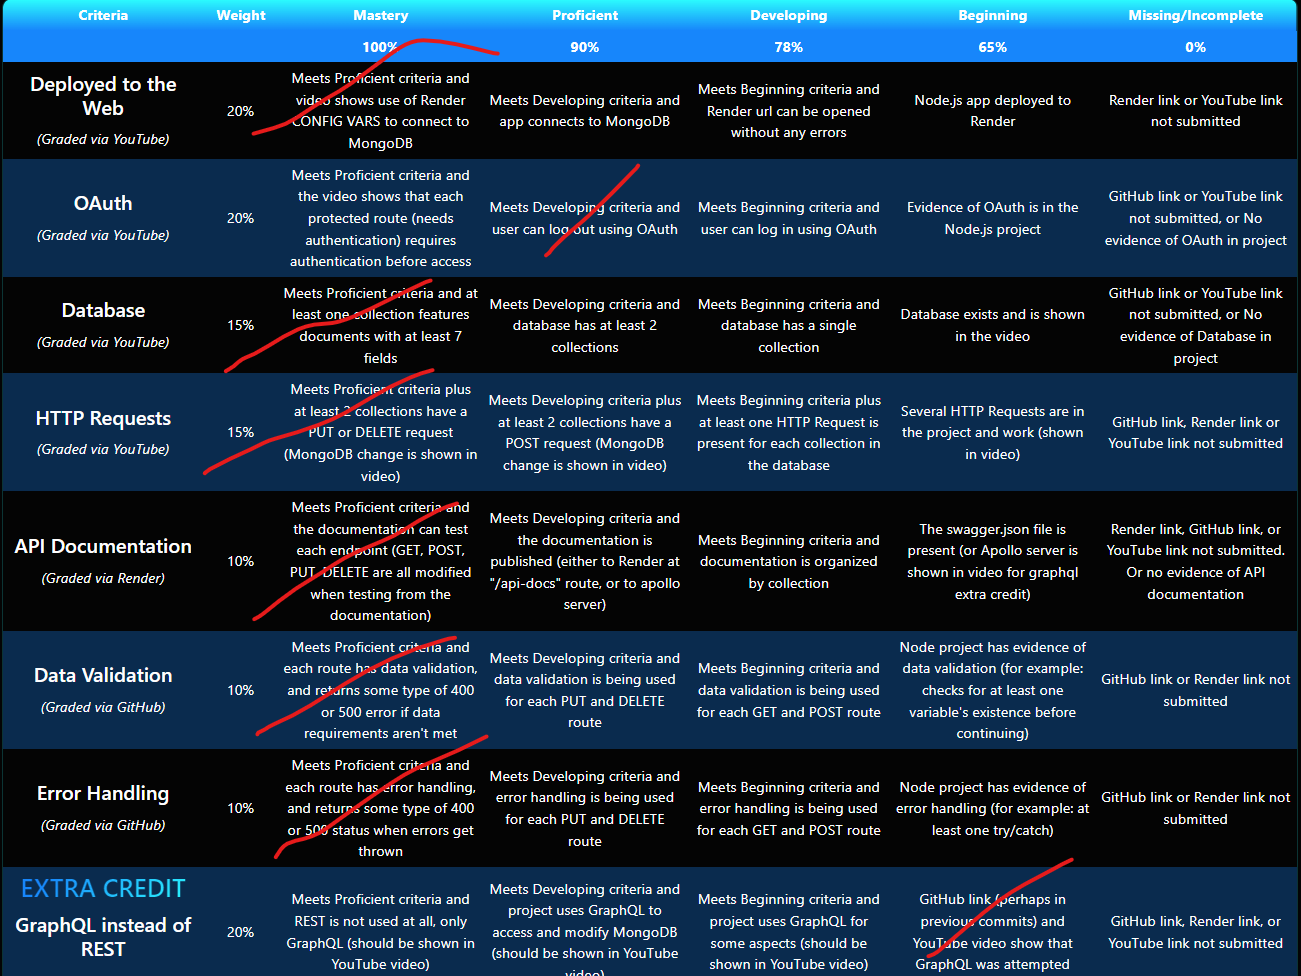 Criteria Weight Mastery Proficient Developing Beginning Missing/Incomplete
100% 90% 78% 65% 0%
Deployed to the
Web
(Graded via YouTube)
20%
Meets Proficient criteria and
video shows use of Render
CONFIG VARS to connect to
MongoDB
Meets Developing criteria and
app connects to MongoDB
Meets Beginning criteria and
Render url can be opened
without any errors
Node.js app deployed to
Render
Render link or YouTube link
not submitted
OAuth
(Graded via YouTube)
20%
Meets Proficient criteria and
the video shows that each
protected route (needs
authentication) requires
authentication before access
Meets Developing criteria and
user can log out using OAuth
Meets Beginning criteria and
user can log in using OAuth
Evidence of OAuth is in the
Node.js project
GitHub link or YouTube link
not submitted, or No
evidence of OAuth in project
Database
(Graded via YouTube)
15%
Meets Proficient criteria and at
least one collection features
documents with at least 7
fields
Meets Developing criteria and
database has at least 2
collections
Meets Beginning criteria and
database has a single
collection
Database exists and is shown
in the video
GitHub link or YouTube link
not submitted, or No
evidence of Database in
project
HTTP Requests
(Graded via YouTube)
15%
Meets Proficient criteria plus
at least 2 collections have a
PUT or DELETE request
(MongoDB change is shown in
video)
Meets Developing criteria plus
at least 2 collections have a
POST request (MongoDB
change is shown in video)
Meets Beginning criteria plus
at least one HTTP Request is
present for each collection in
the database
Several HTTP Requests are in
the project and work (shown
in video)
GitHub link, Render link or
YouTube link not submitted
API Documentation
(Graded via Render)
10%
Meets Proficient criteria and
the documentation can test
each endpoint (GET, POST,
PUT, DELETE are all modified
when testing from the
documentation)
Meets Developing criteria and
the documentation is
published (either to Render at
"/api-docs" route, or to apollo
server)
Meets Beginning criteria and
documentation is organized
by collection
The swagger.json file is
present (or Apollo server is
shown in video for graphql
extra credit)
Render link, GitHub link, or
YouTube link not submitted.
Or no evidence of API
documentation
Data Validation
(Graded via GitHub)
10%
Meets Proficient criteria and
each route has data validation,
and returns some type of 400
or 500 error if data
requirements aren't met
Meets Developing criteria and
data validation is being used
for each PUT and DELETE
route
Meets Beginning criteria and
data validation is being used
for each GET and POST route
Node project has evidence of
data validation (for example:
checks for at least one
variable's existence before
continuing)
GitHub link or Render link not
submitted
Error Handling
(Graded via GitHub)
10%
Meets Proficient criteria and
each route has error handling,
and returns some type of 400
or 500 status when errors get
thrown
Meets Developing criteria and
error handling is being used
for each PUT and DELETE
route
Meets Beginning criteria and
error handling is being used
for each GET and POST route
Node project has evidence of
error handling (for example: at
least one try/catch)
GitHub link or Render link not
submitted
EXTRA CREDIT
GraphQL instead of
REST
20%
Meets Proficient criteria and
REST is not used at all, only
GraphQL (should be shown in
YouTube video)
Meets Developing criteria and
project uses GraphQL to
access and modify MongoDB
(should be shown in YouTube
video)
Meets Beginning criteria and
project uses GraphQL for
some aspects (should be
shown in YouTube video)
GitHub link (perhaps in
previous commits) and
YouTube video show that
GraphQL was attempted
GitHub link, Render link, or
YouTube link not submitted